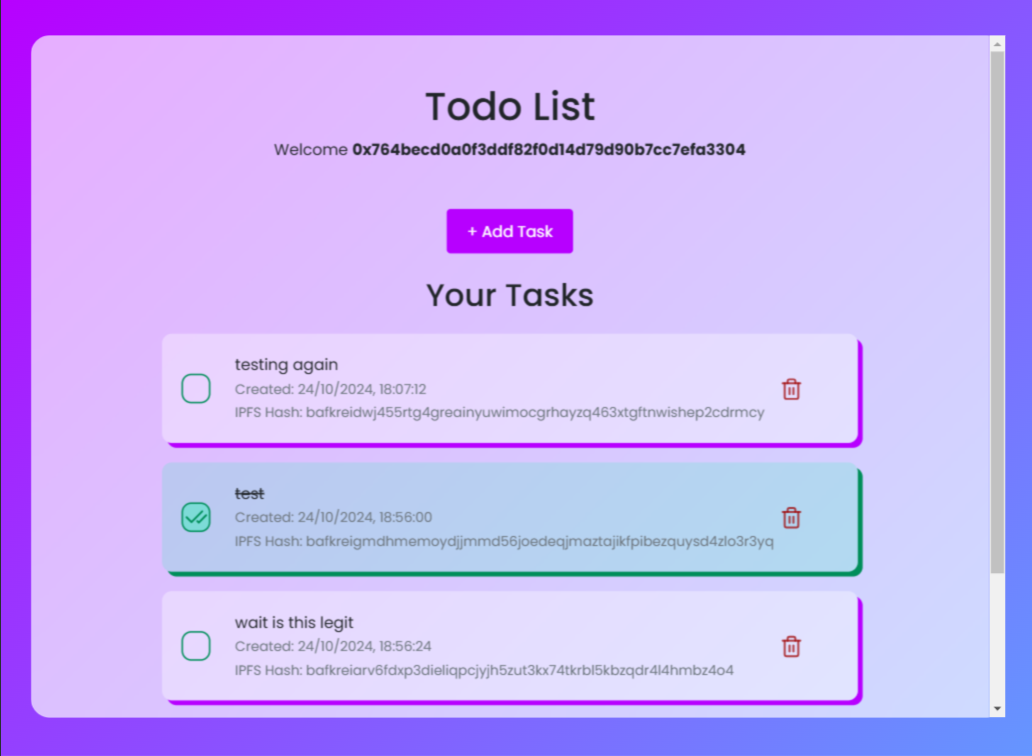 Todo List
Welcome 0x764becd0a0f3ddf82f0d14d79d90b7cc7efa3304
+ Add Task
Your Tasks
testing again
Created: 24/10/2024, 18:07:12
IPFS Hash: bafkreidwj455rtg4greainyuwimocgrhayzq463xtgftnwishep2cdrmcy
test
Created: 24/10/2024, 18:56:00
IPFS Hash: bafkreigmdhmemoydjjmmd56joedeqjmaztajikfpibezquysd4zlo3r3yq
wait is this legit
Created: 24/10/2024, 18:56:24
IPFS Hash: bafkreiarv6fdxp3dieliqpcjyjh5zut3kx74tkrbl5kbzqdr4l4hmbz4o4